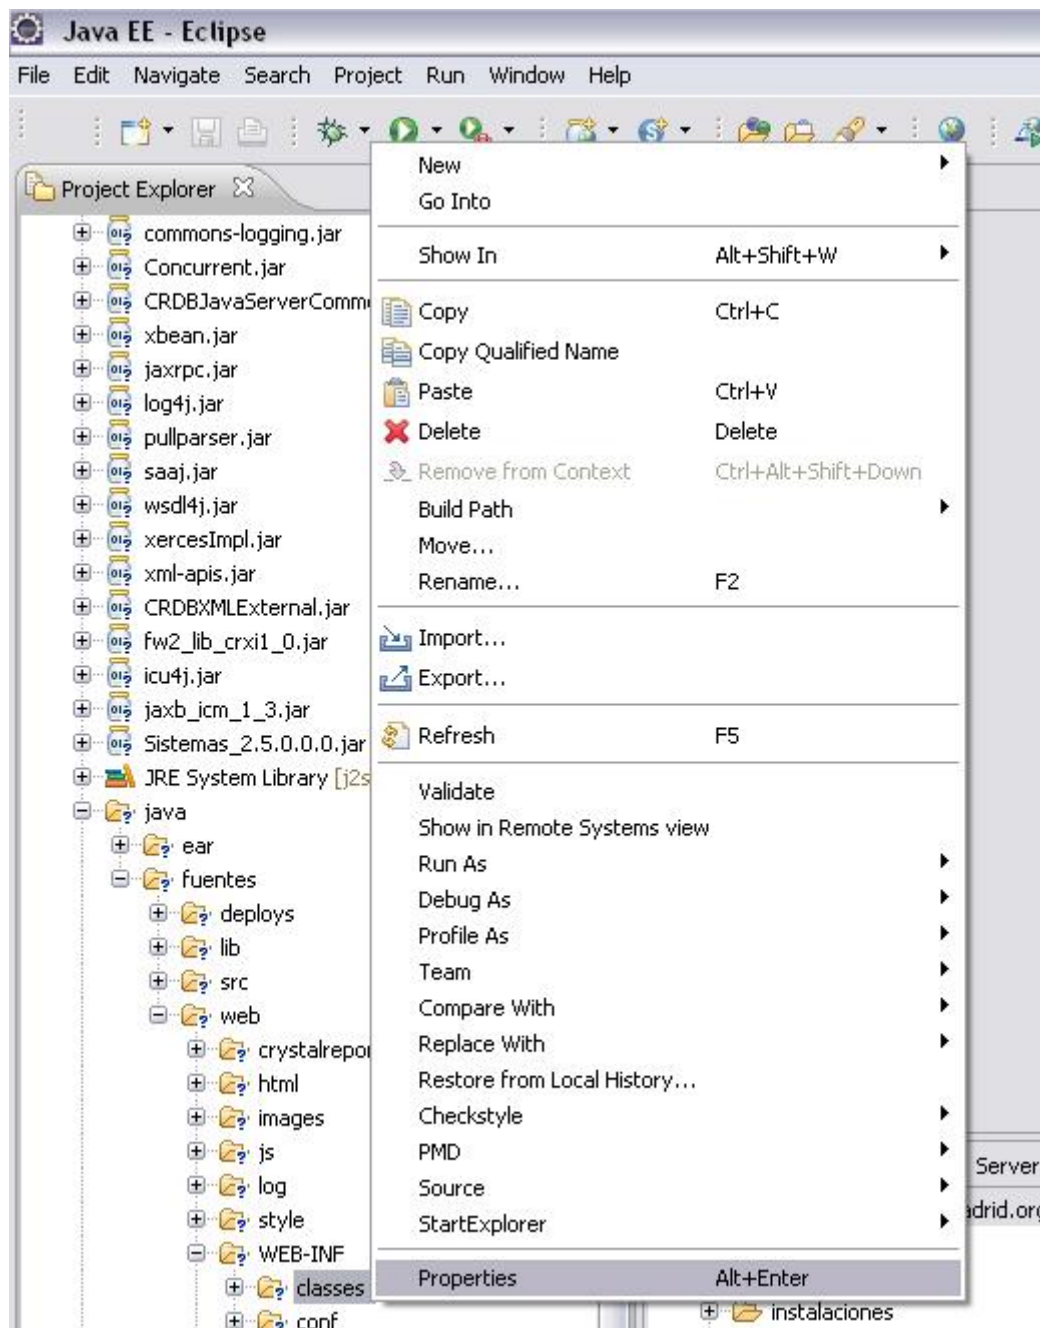 Java EE - Eclipse
File Edit Navigate Search Project Run Window Help
Project Explorer
commons-logging.jar
Concurrent.jar
CRDBJavaServerComm
xbean.jar
jaxrpc.jar
log4j.jar
pullparser.jar
saaj.jar
wsdl4j.jar
xercesImpl.jar
xml-apis.jar
CRDBXMLExternal.jar
fw2_lib_crxi1_0.jar
icu4j.jar
jaxb_icm_1_3.jar
Sistemas_2.5.0.0.0.jar
JRE System Library [j2s
java
ear
fuentes
deploys
lib
src
web
crystalrepo
html
images
js
log
style
WEB-INF
classes
conf
New
Go Into
Show In Alt+Shift+W
Copy Ctrl+C
Copy Qualified Name
Paste Ctrl+V
Delete Delete
Remove from Context Ctrl+Alt+Shift+Down
Build Path
Move...
Rename... F2
Import...
Export...
Refresh F5
Validate
Show in Remote Systems view
Run As
Debug As
Profile As
Team
Compare With
Replace With
Restore from Local History...
Checkstyle
PMD
Source
StartExplorer
Properties Alt+Enter
Server
adrid.org
instalaciones